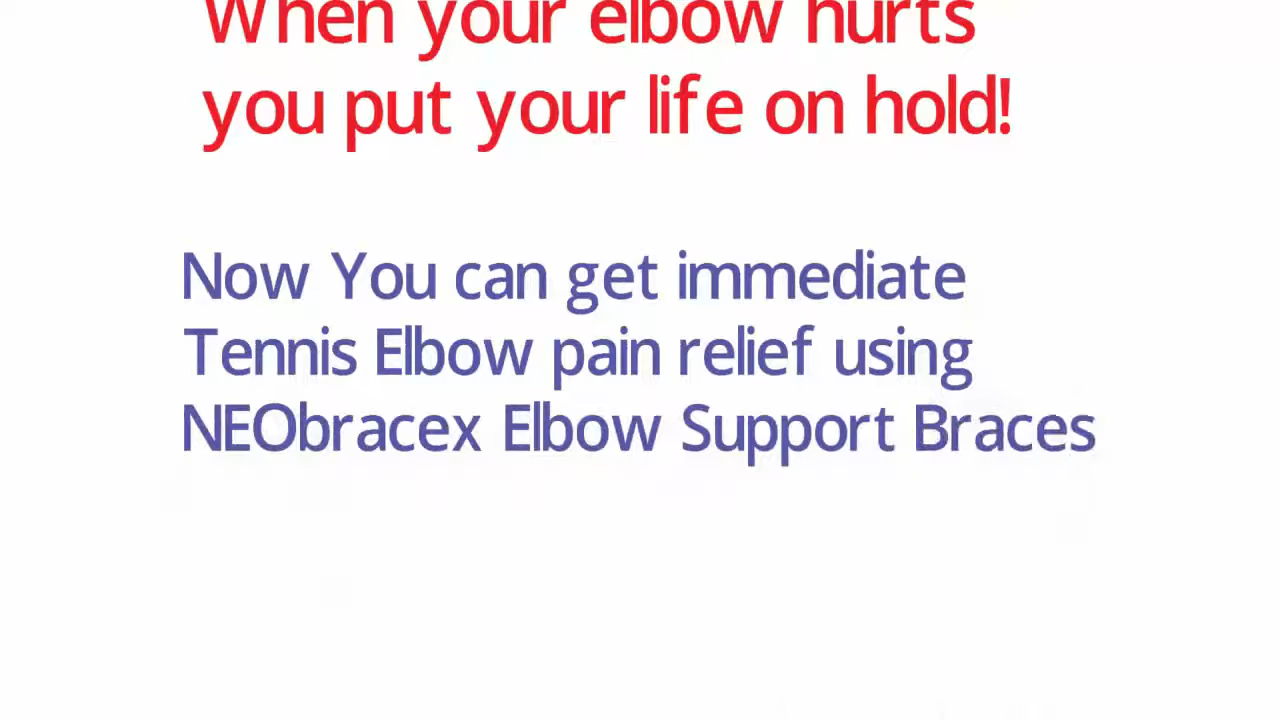 When your elbow hurts
you put your life on hold!
Now You can get immediate
Tennis Elbow pain relief using
NEObracex Elbow Support Braces